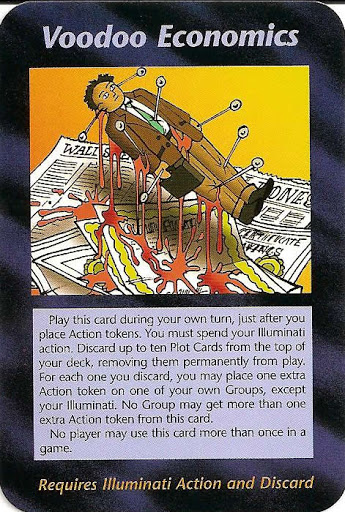 Voodoo Economics
WALL S
ONEY
CERTIFICATE
INGS
Play this card during your own turn, just after you
place Action tokens. You must spend your Illuminati
action. Discard up to ten Plot Cards from the top of
your deck, removing them permanently from play.
For each one you discard, you may place one extra
Action token on one of your own Groups, except
your Illuminati. No Group may get more than one
extra Action token from this card.
No player may use this card more than once in a
game.
Requires Illuminati Action and Discard